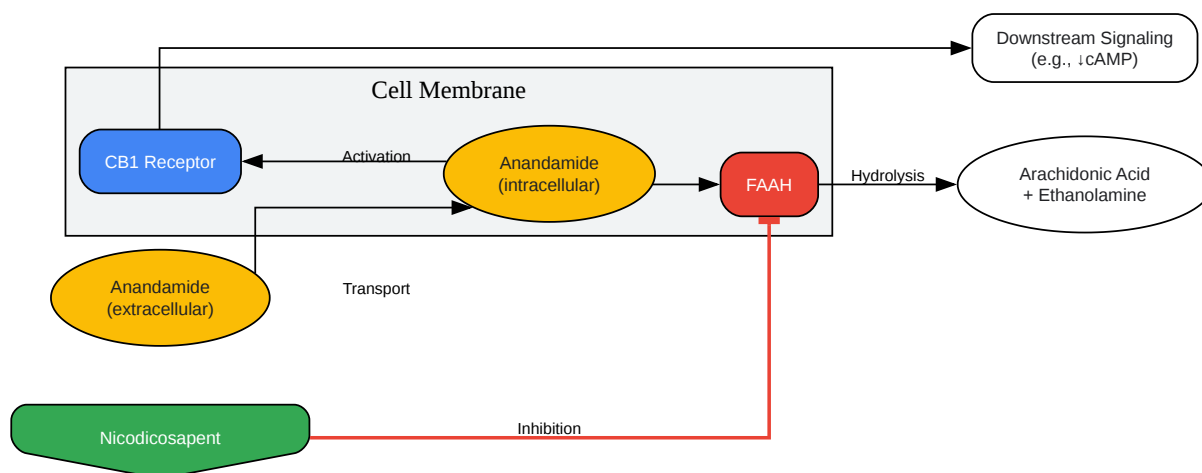 Downstream Signaling
(e.g., ↓cAMP)
Cell Membrane
CB1 Receptor
Activation
Anandamide
(intracellular)
FAAH
Hydrolysis
Arachidonic Acid
+ Ethanolamine
Anandamide
(extracellular)
Transport
Nicodicosapent
Inhibition